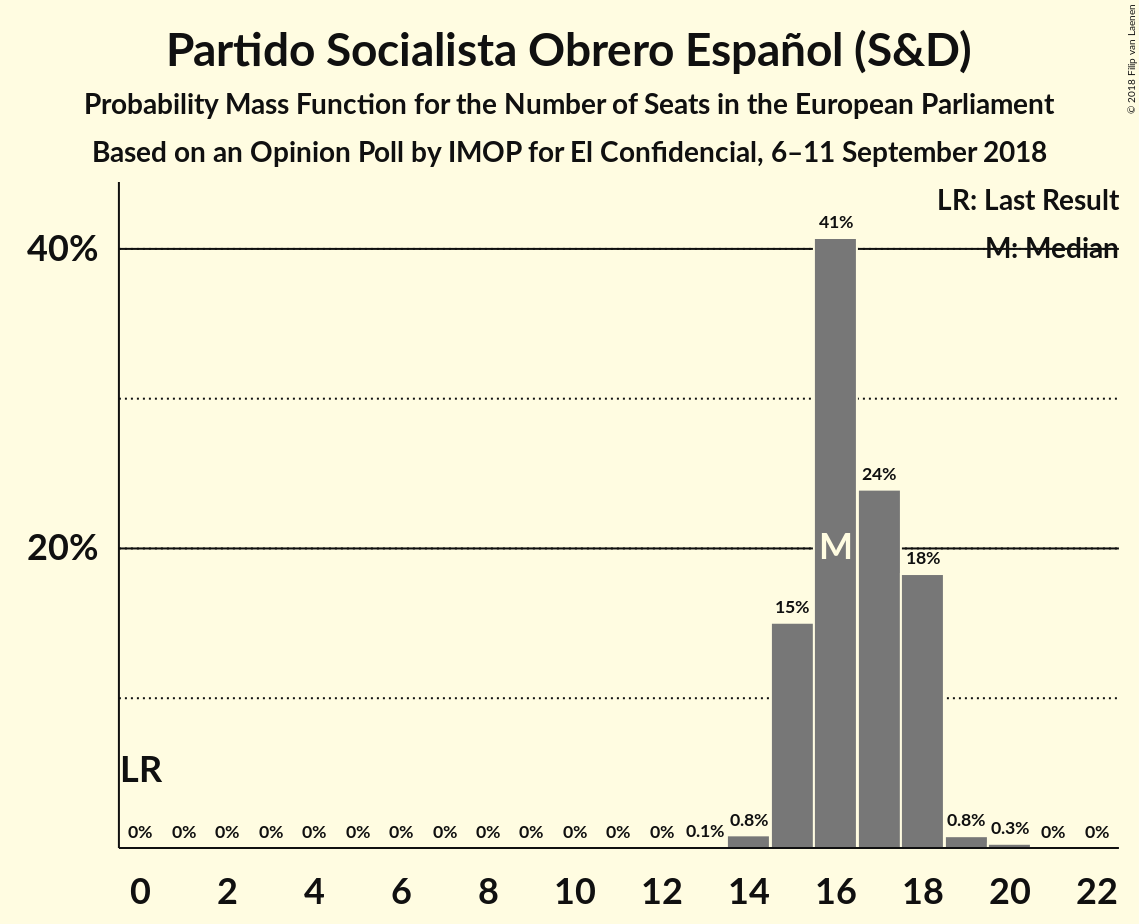 Partido Socialista Obrero Español (S&D)
Probability Mass Function for the Number of Seats in the European Parliament
Based on an Opinion Poll by IMOP for El Confidencial, 6–11 September 2018
© 2018 Filip van Laenen
LR: Last Result
M: Median
40%
20%
41%
24%
18%
15%
M
LR
0% 0% 0% 0% 0% 0% 0% 0% 0% 0% 0% 0% 0% 0.1% 0.8% 0.8% 0.3% 0% 0%
0 2 4 6 8 10 12 14 16 18 20 22